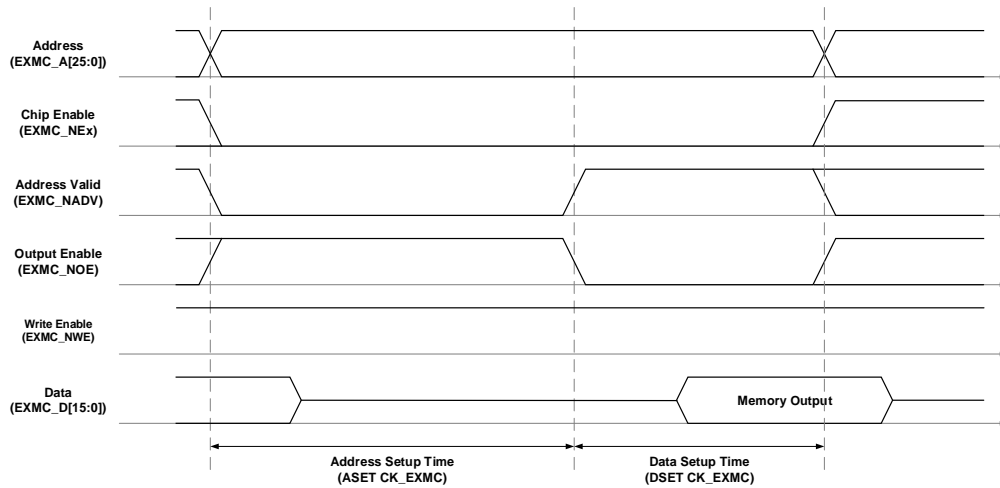 Address
(EXMC_A[25:0])
Chip Enable
(EXMC_NEx)
Address Valid
(EXMC_NADV)
Output Enable
(EXMC_NOE)
Write Enable
(EXMC_NWE)
Data
(EXMC_D[15:0])
Memory Output
Address Setup Time
(ASET CK_EXMC)
Data Setup Time
(DSET CK_EXMC)